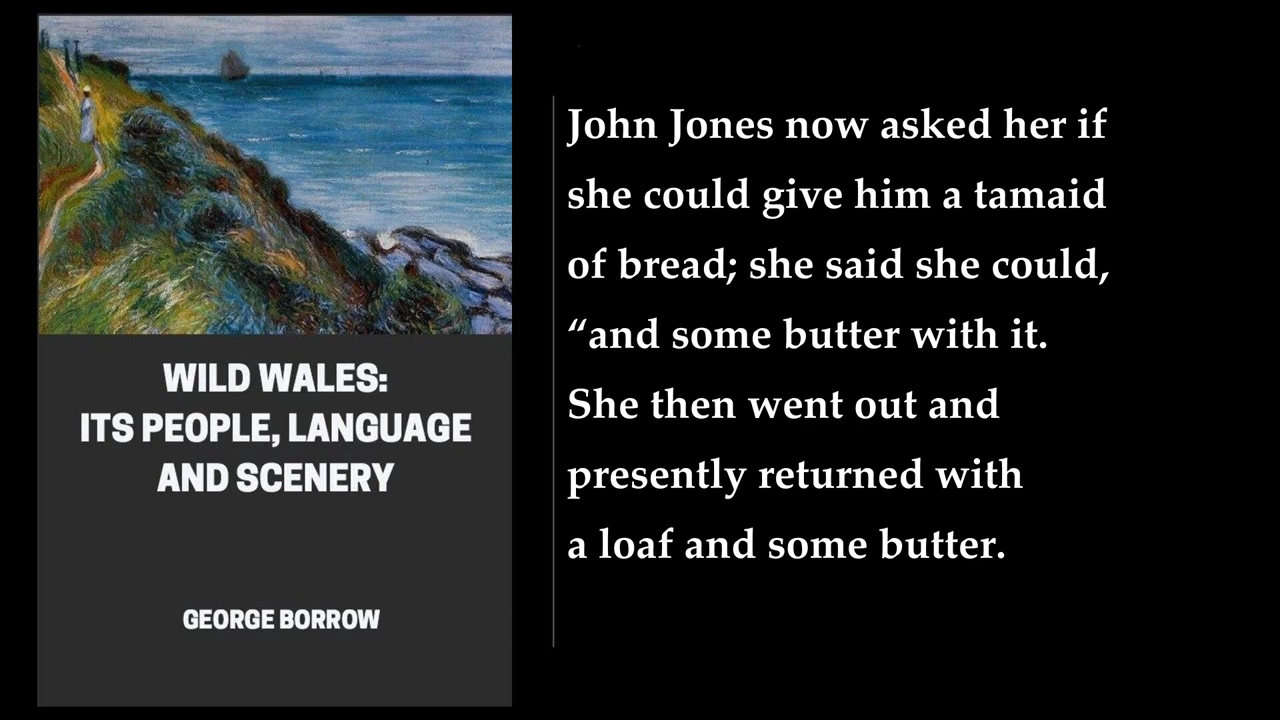 WILD WALES:
ITS PEOPLE, LANGUAGE
AND SCENERY
GEORGE BORROW
John Jones now asked her if
she could give him a tamaid
of bread; she said she could,
“and some butter with it.
She then went out and
presently returned with
a loaf and some butter.